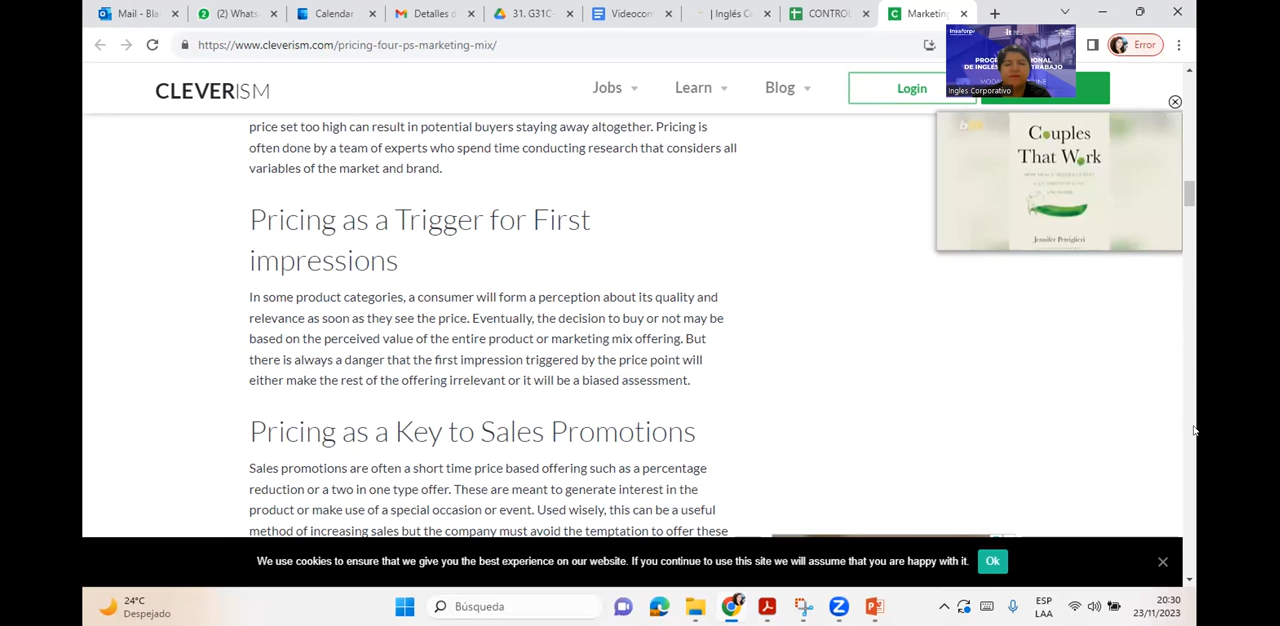 Mail - Bla
(2) Whats
Calendar
Detalles d
31. G31C-
Videocon
| Inglés C
CONTROL
Marketing
https://www.cleverism.com/pricing-four-ps-marketing-mix/
Error
CLEVERISM
Jobs
Learn
Blog
Login
Ingles Corporativo
Couples
That Work
Jennifer Petriglieri
price set too high can result in potential buyers staying away altogether. Pricing is
often done by a team of experts who spend time conducting research that considers all
variables of the market and brand.
Pricing as a Trigger for First
impressions
In some product categories, a consumer will form a perception about its quality and
relevance as soon as they see the price. Eventually, the decision to buy or not may be
based on the perceived value of the entire product or marketing mix offering. But
there is always a danger that the first impression triggered by the price point will
either make the rest of the offering irrelevant or it will be a biased assessment.
Pricing as a Key to Sales Promotions
Sales promotions are often a short time price based offering such as a percentage
reduction or a two in one type offer. These are meant to generate interest in the
product or make use of a special occasion or event. Used wisely, this can be a useful
method of increasing sales but the company must avoid the temptation to offer these
We use cookies to ensure that we give you the best experience on our website. If you continue to use this site we will assume that you are happy with it.
Ok
24°C
Despejado
Búsqueda
ESP
LAA
20:30
23/11/2023